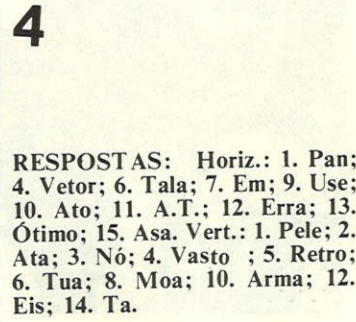 4
RESPOSTAS: Horiz.: 1. Pan;
4. Vetor; 6. Tala; 7. Em; 9. Use;
10. Ato; 11. A.T.; 12. Erra; 13.
Ótimo; 15. Asa. Vert.: 1. Pele; 2.
Ata; 3. Nó; 4. Vasto ; 5. Retro;
6. Tua; 8. Moa; 10. Arma; 12.
Eis; 14. Ta.